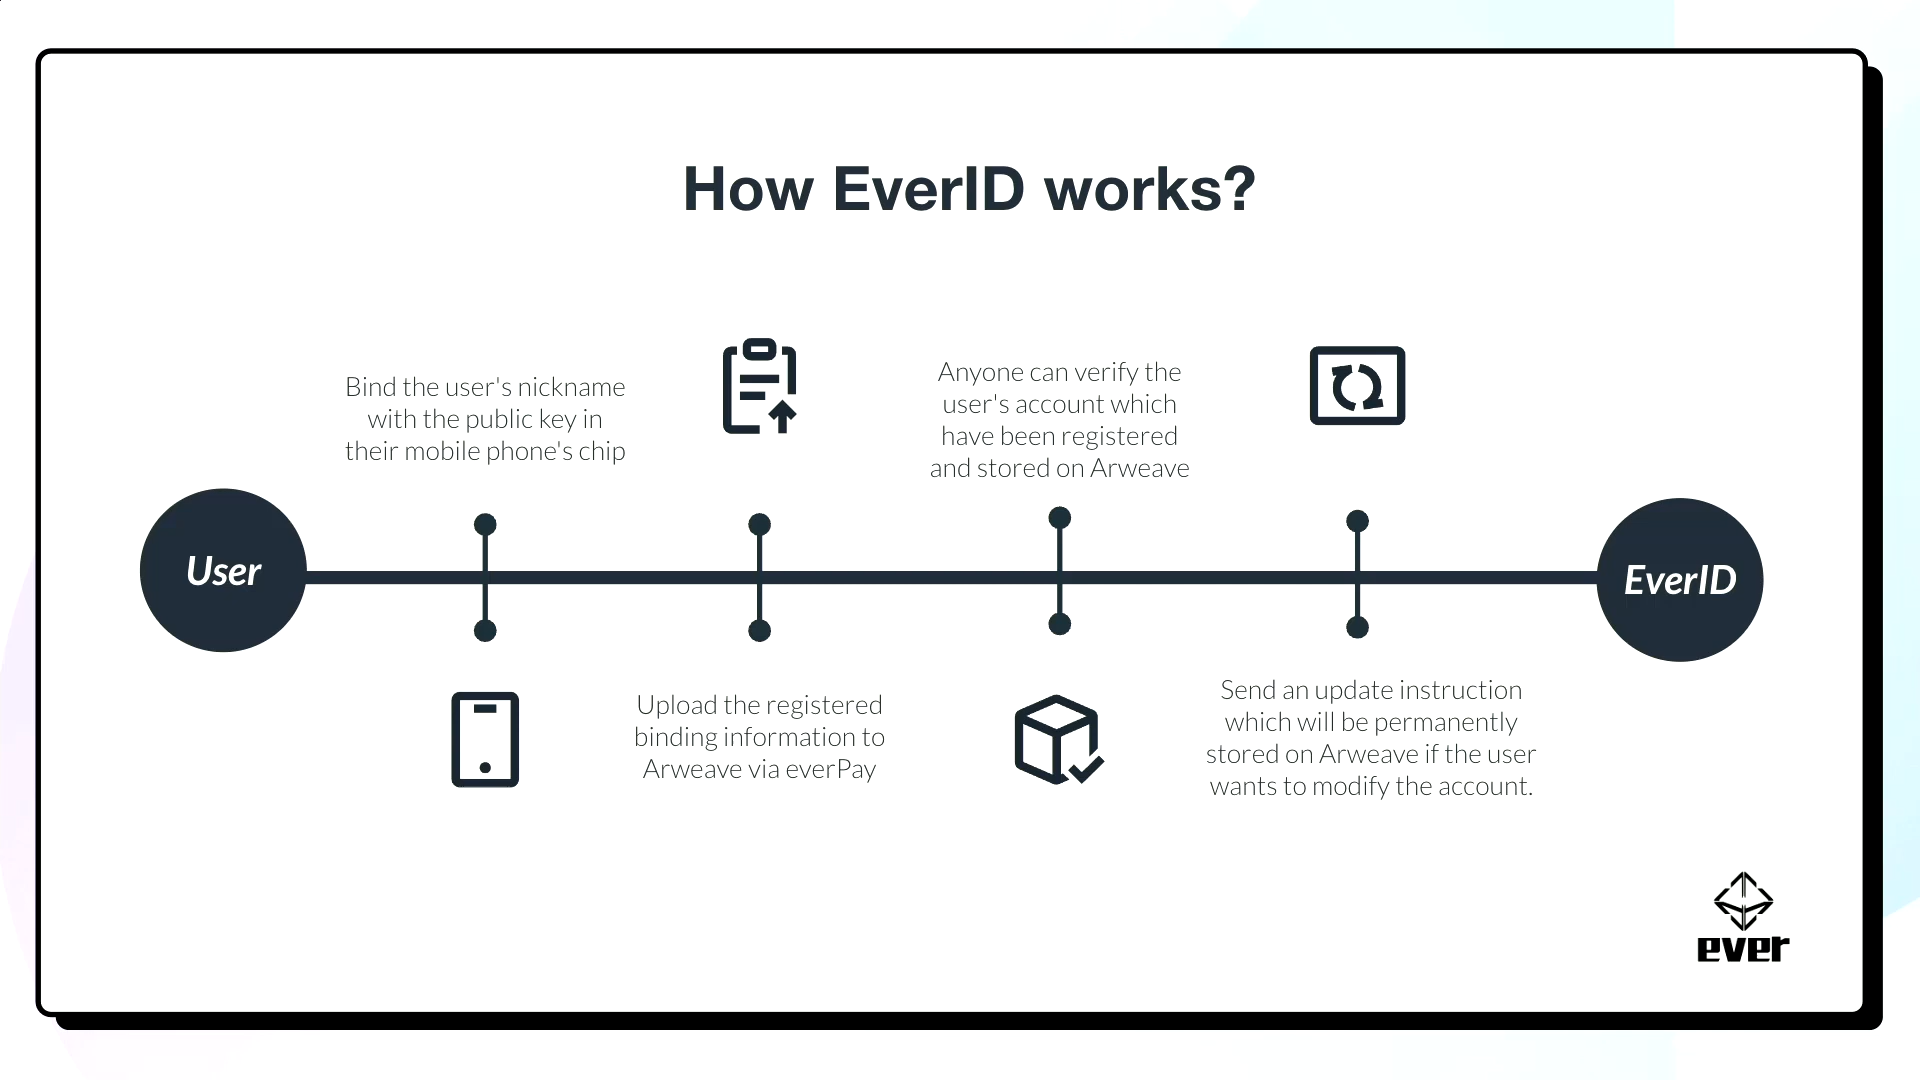 How EverID works?
Bind the user's nickname
with the public key in
their mobile phone's chip
Anyone can verify the
user's account which
have been registered
and stored on Arweave
User
EverID
Upload the registered
binding information to
Arweave via everPay
Send an update instruction
which will be permanently
stored on Arweave if the user
wants to modify the account.
ever